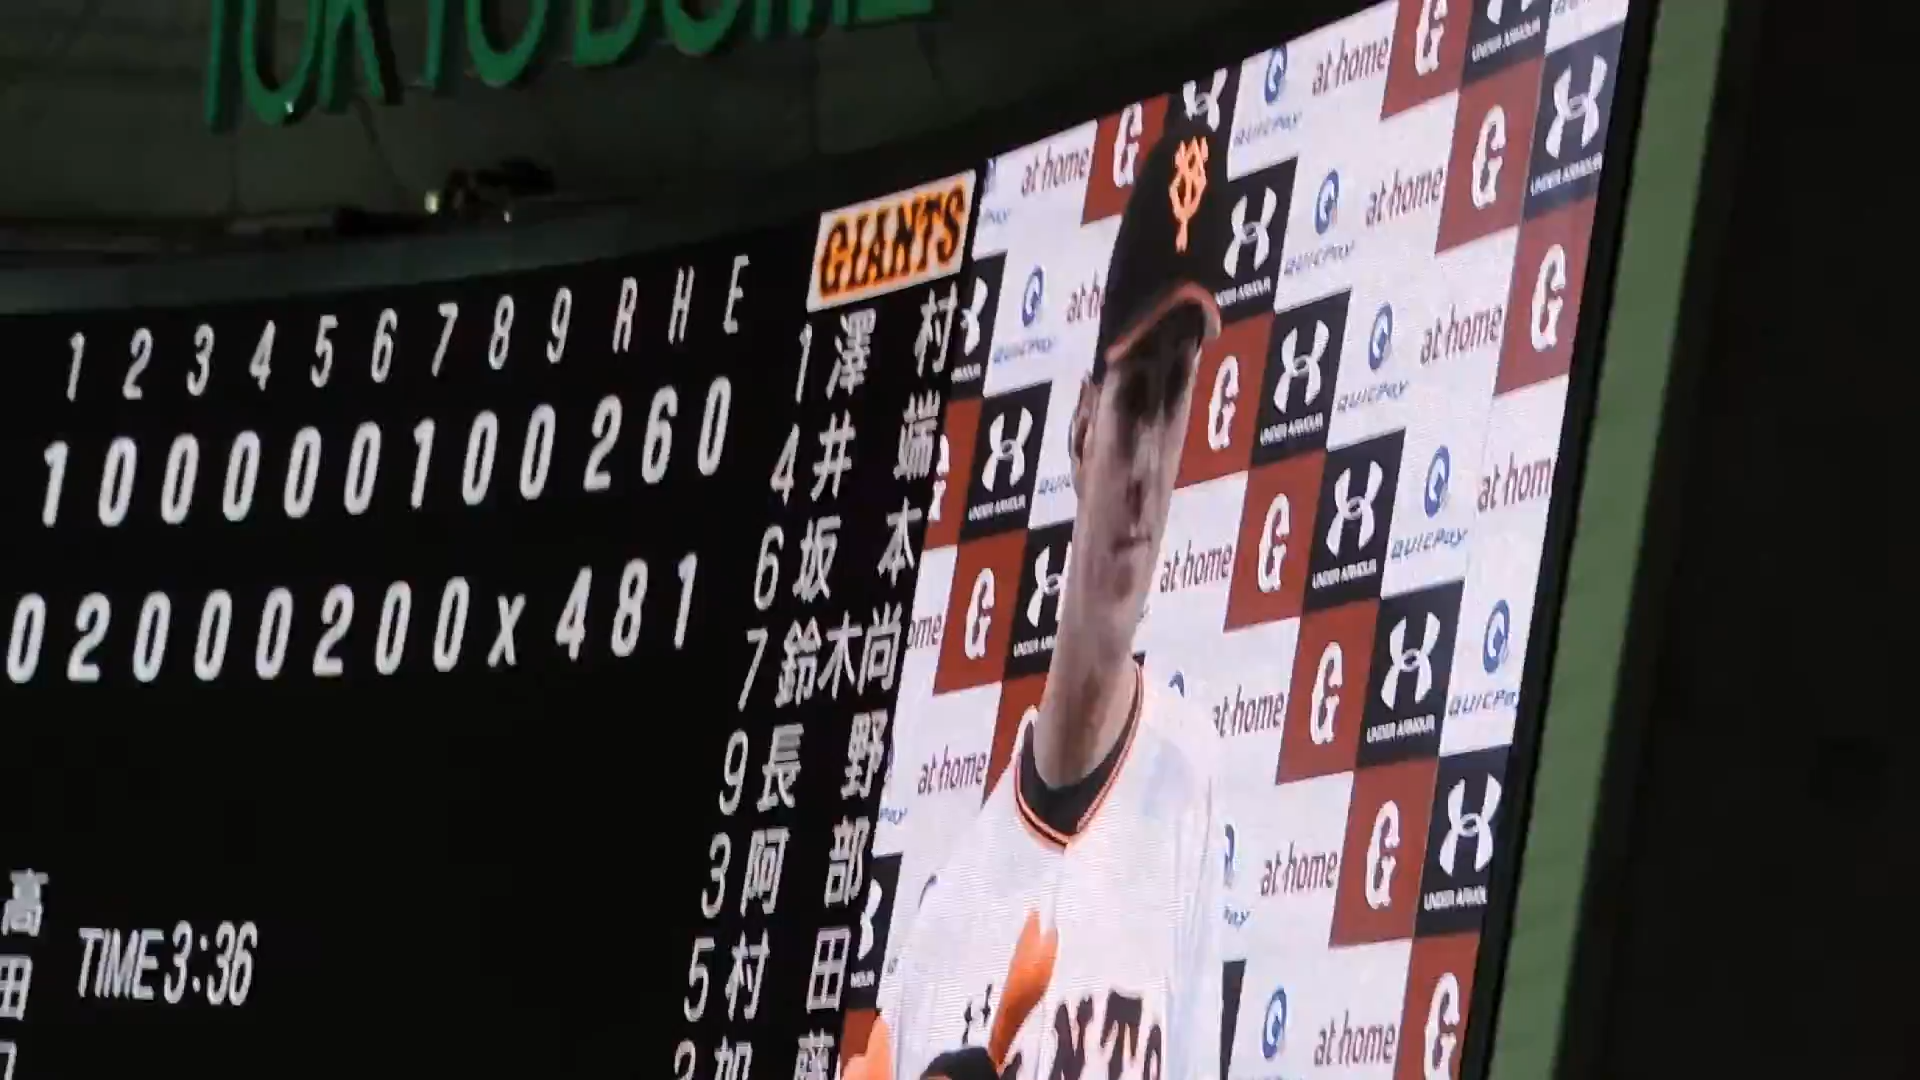 TOKYO DOME
GIANTS
1 2 3 4 5 6 7 8 9 R H E
1 0 0 0 0 0 1 0 0 2 6 0
0 2 0 0 0 2 0 0 x 4 8 1
1 澤 村
4 井 端
6 坂 本
7 鈴木尚
9 長 野
3 阿 部
5 村 田
加 藤
高
田
TIME 3:36
at home
QUICPay
UNDER ARMOUR
G